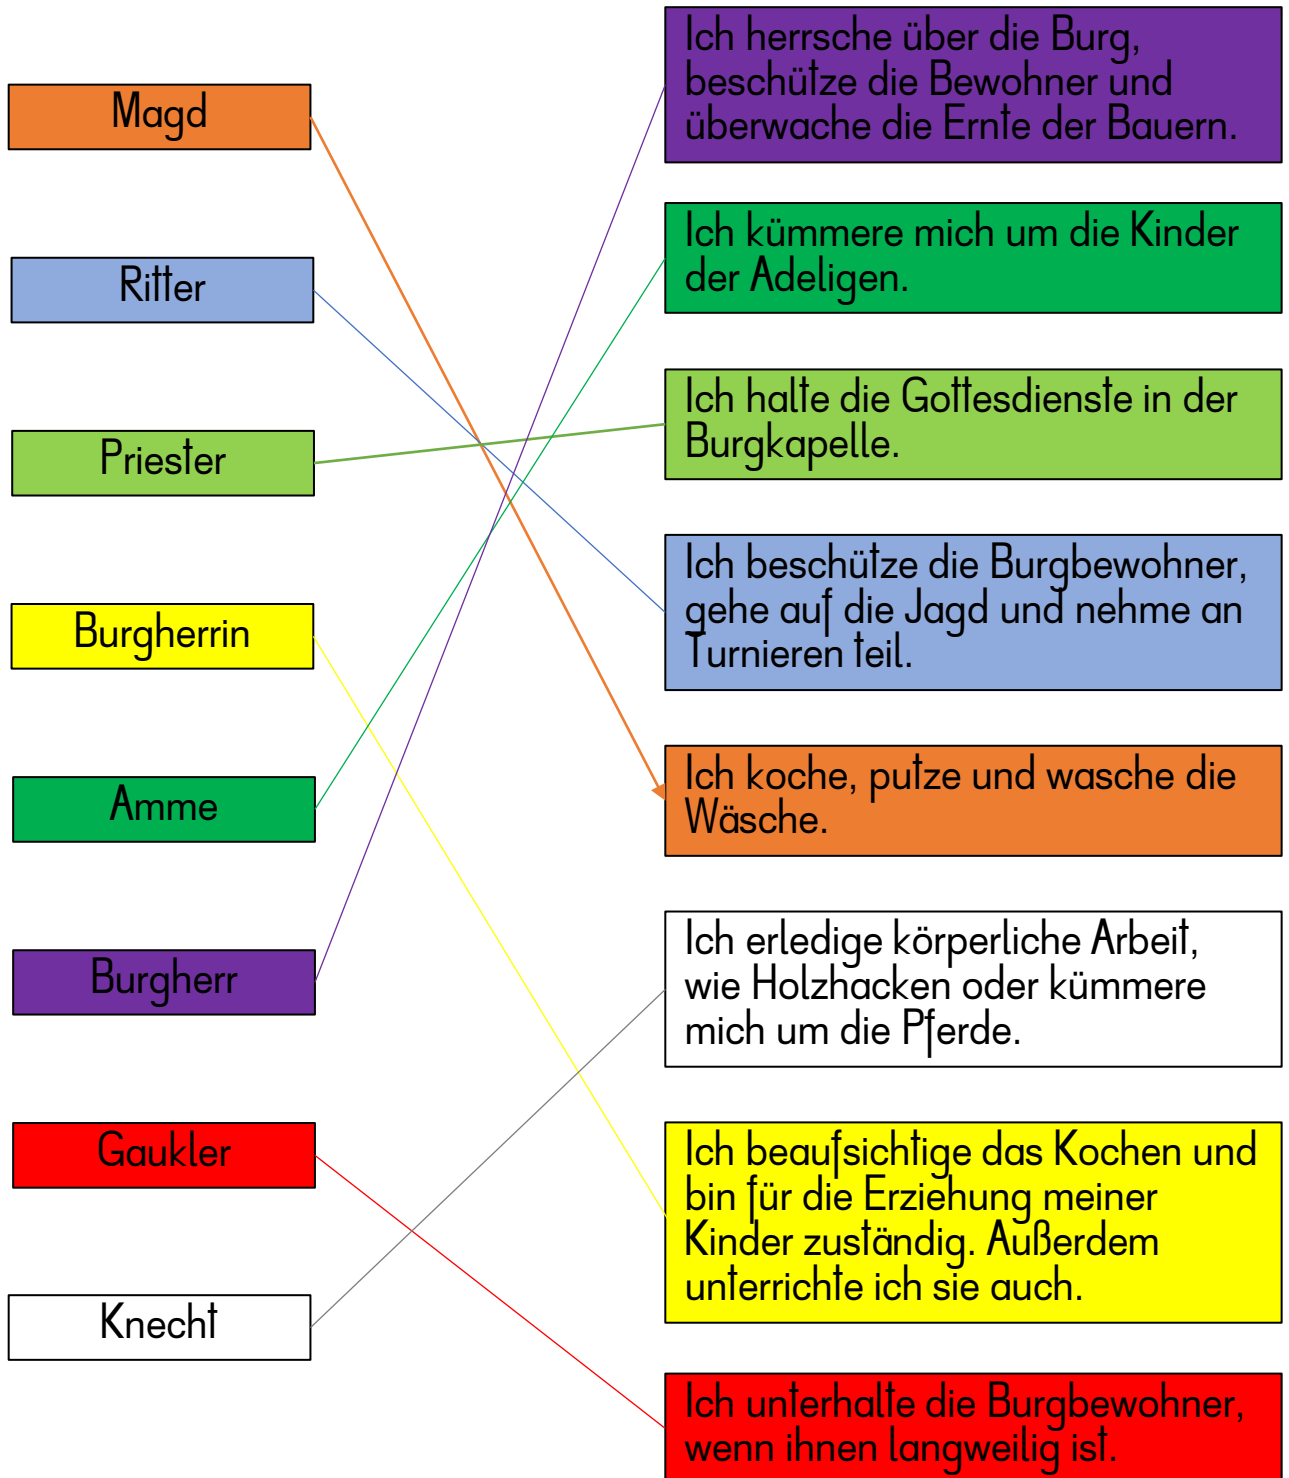 Magd
Ritter
Priester
Burgherrin
Amme
Burgherr
Gaukler
Knecht
Ich herrsche über die Burg,
beschütze die Bewohner und
überwache die Ernte der Bauern.
Ich kümmere mich um die Kinder
der Adeligen.
Ich halte die Gottesdienste in der
Burgkapelle.
Ich beschütze die Burgbewohner,
gehe auf die Jagd und nehme an
Turnieren teil.
Ich koche, putze und wasche die
Wäsche.
Ich erledige körperliche Arbeit,
wie Holzhacken oder kümmere
mich um die Pferde.
Ich beaufsichtige das Kochen und
bin für die Erziehung meiner
Kinder zuständig. Außerdem
unterrichte ich sie auch.
Ich unterhalte die Burgbewohner,
wenn ihnen langweilig ist.